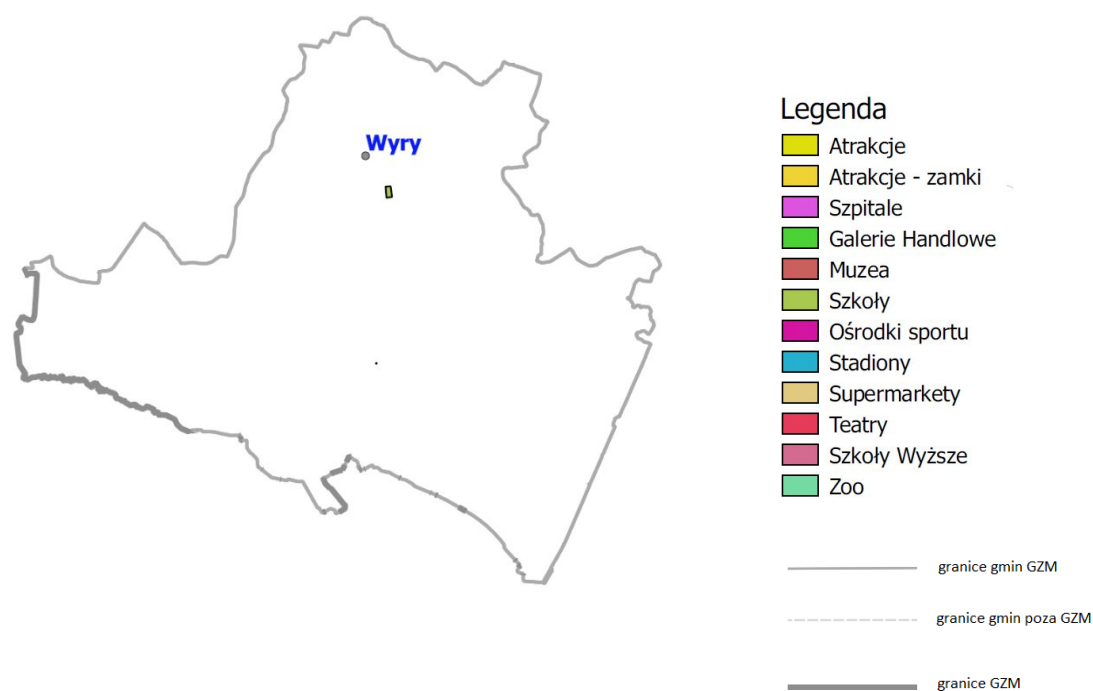 Wyry
Legenda
Atrakcje
Atrakcje - zamki
Szpitale
Galerie Handlowe
Muzea
Szkoły
Ośrodki sportu
Stadiony
Supermarkety
Teatry
Szkoły Wyższe
Zoo
granice gmin GZM
granice gmin poza GZM
granice GZM